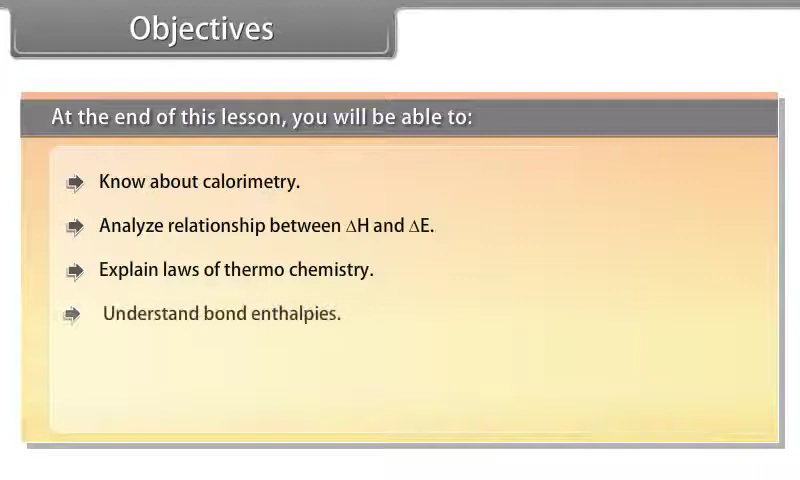 Objectives
At the end of this lesson, you will be able to:
Know about calorimetry.
Analyze relationship between ∆H and ∆E.
Explain laws of thermo chemistry.
Understand bond enthalpies.